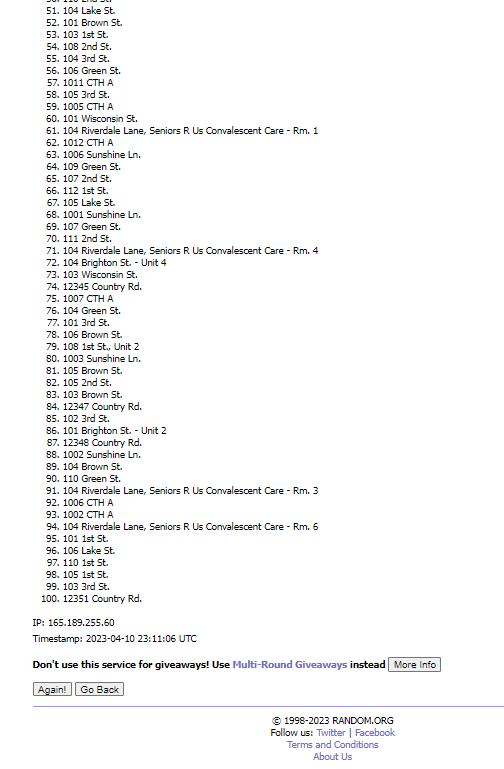 51. 104 Lake St.
52. 101 Brown St.
53. 103 1st St.
54. 108 2nd St.
55. 104 3rd St.
56. 106 Green St.
57. 1011 CTH A
58. 105 3rd St.
59. 1005 CTH A
60. 101 Wisconsin St.
61. 104 Riverdale Lane, Seniors R Us Convalescent Care - Rm. 1
62. 1012 CTH A
63. 1006 Sunshine Ln.
64. 109 Green St.
65. 107 2nd St.
66. 112 1st St.
67. 105 Lake St.
68. 1001 Sunshine Ln.
69. 107 Green St.
70. 111 2nd St.
71. 104 Riverdale Lane, Seniors R Us Convalescent Care - Rm. 4
72. 104 Brighton St. - Unit 4
73. 103 Wisconsin St.
74. 12345 Country Rd.
75. 1007 CTH A
76. 104 Green St.
77. 101 3rd St.
78. 106 Brown St.
79. 108 1st St., Unit 2
80. 1003 Sunshine Ln.
81. 105 Brown St.
82. 105 2nd St.
83. 103 Brown St.
84. 12347 Country Rd.
85. 102 3rd St.
86. 101 Brighton St. - Unit 2
87. 12348 Country Rd.
88. 1002 Sunshine Ln.
89. 104 Brown St.
90. 110 Green St.
91. 104 Riverdale Lane, Seniors R Us Convalescent Care - Rm. 3
92. 1006 CTH A
93. 1002 CTH A
94. 104 Riverdale Lane, Seniors R Us Convalescent Care - Rm. 6
95. 101 1st St.
96. 106 Lake St.
97. 110 1st St.
98. 105 1st St.
99. 103 3rd St.
100. 12351 Country Rd.
IP: 165.189.255.60
Timestamp: 2023-04-10 23:11:06 UTC
Don't use this service for giveaways! Use Multi-Round Giveaways instead More Info
Again! Go Back
© 1998-2023 RANDOM.ORG
Follow us: Twitter | Facebook
Terms and Conditions
About Us